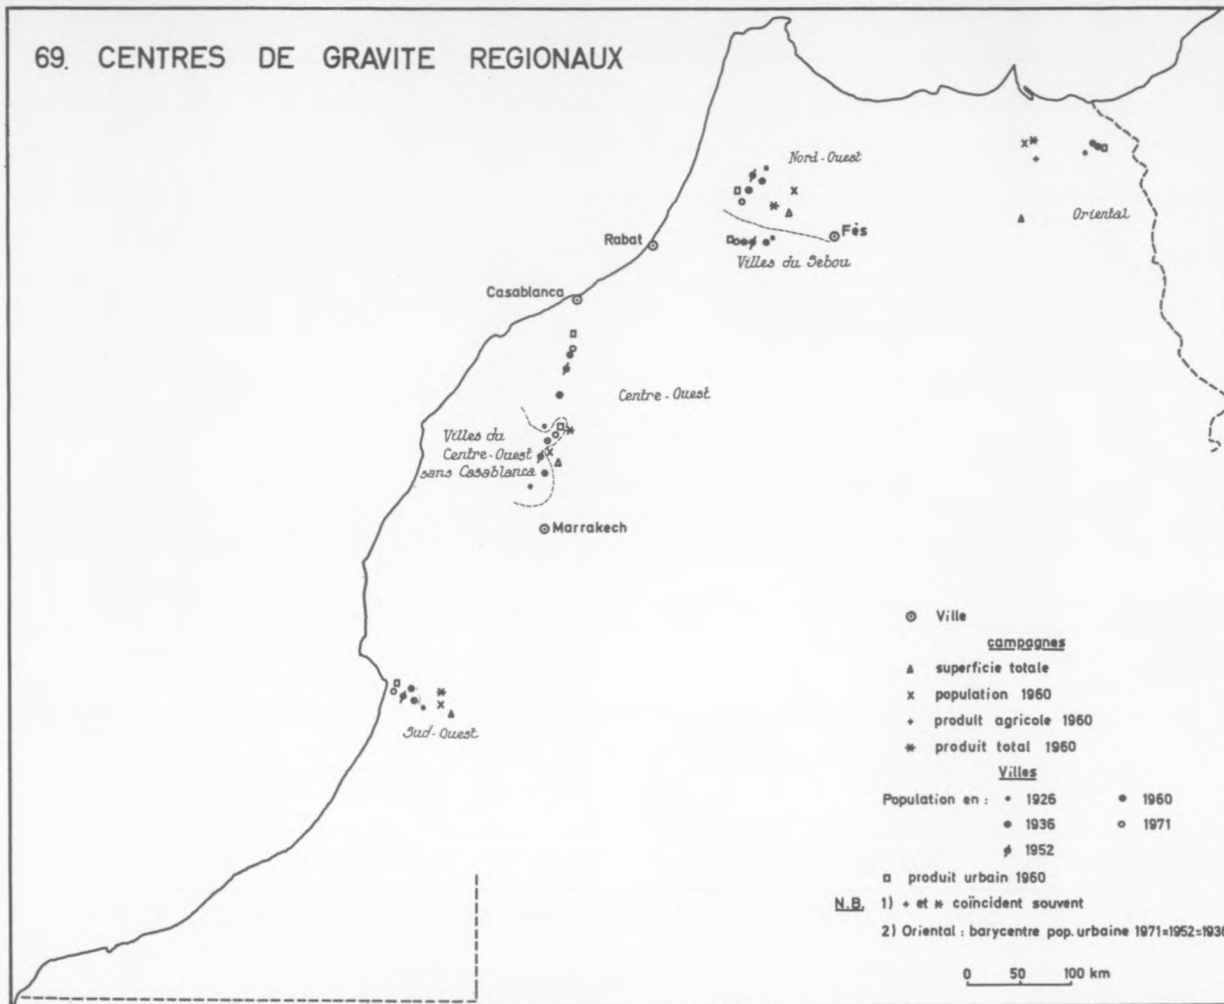 69. CENTRES DE GRAVITE REGIONAUX
Nord-Ouest
Oriental
Fès
Rabat
Villes du Sebou
Casablanca
Centre-Ouest
Villes du
Centre-Ouest
sans Casablanca
Marrakech
Sud-Ouest
Ville
campagnes
superficie totale
x population 1960
+ produit agricole 1960
* produit total 1960
Villes
Population en : 1926 1960
1936 1971
1952
produit urbain 1960
N.B. 1) + et * coïncident souvent
2) Oriental : barycentre pop. urbaine 1971=1952=1936
0 50 100 km